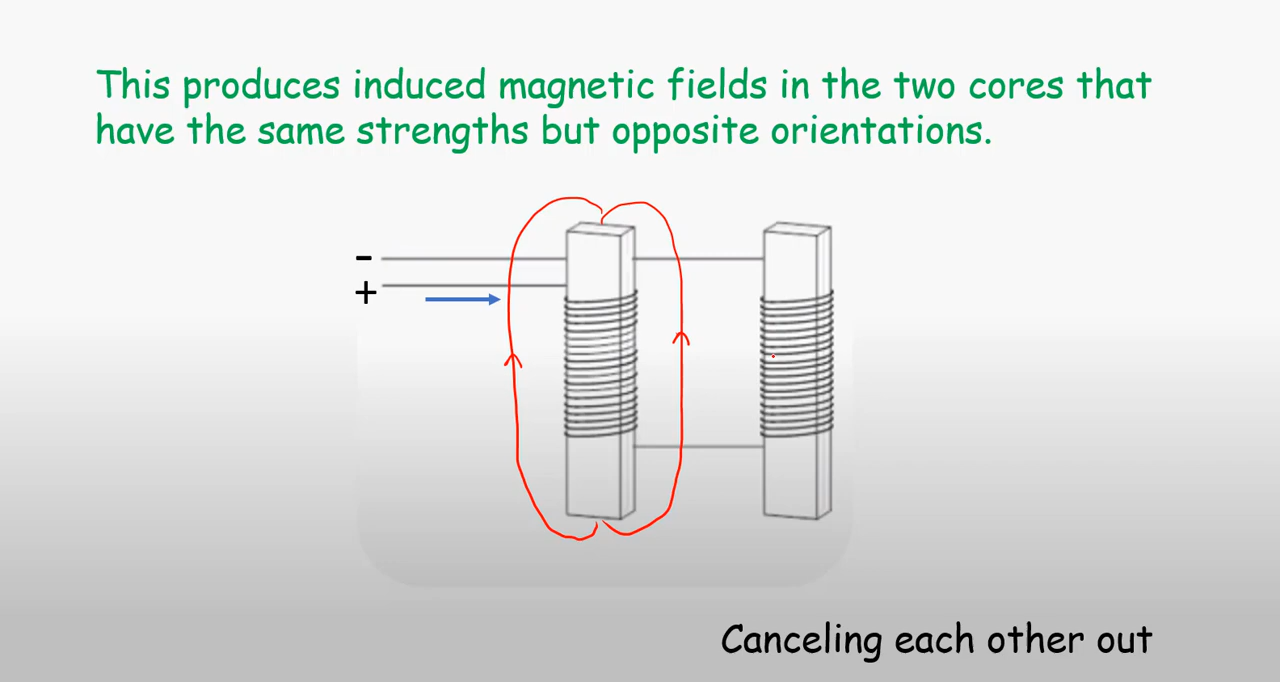 This produces induced magnetic fields in the two cores that
have the same strengths but opposite orientations.
-
+
Canceling each other out